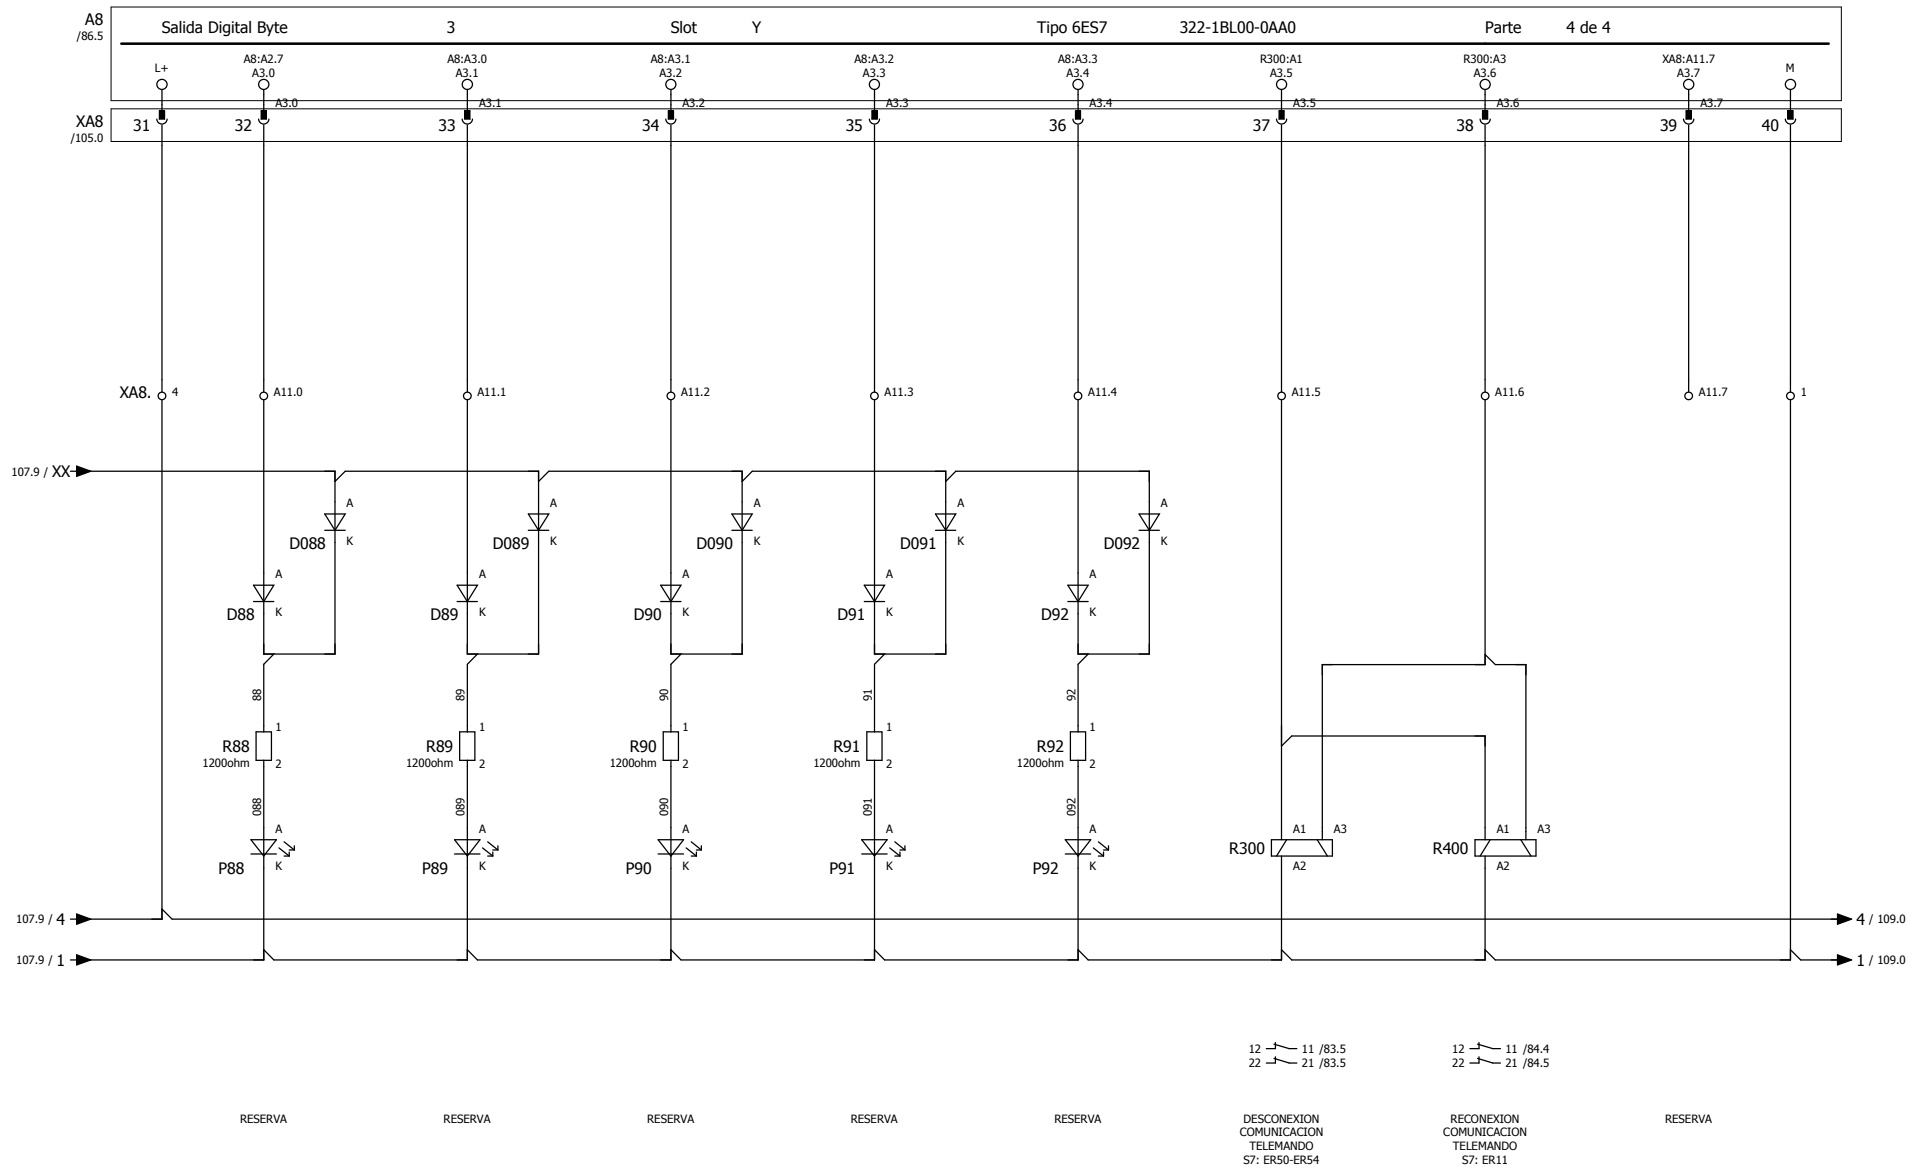 A8
/86.5
Salida Digital Byte 3 Slot Y Tipo 6ES7 322-1BL00-0AA0 Parte 4 de 4
L+ A8:A2.7 A8:A3.0 A8:A3.1 A8:A3.2 A8:A3.3 R300:A1 R300:A3 XA8:A11.7 M
A3.0 A3.1 A3.2 A3.3 A3.4 A3.5 A3.6 A3.7
A3.0 A3.1 A3.2 A3.3 A3.4 A3.5 A3.6 A3.7
XA8
/105.0
31 32 33 34 35 36 37 38 39 40
XA8. 4 A11.0 A11.1 A11.2 A11.3 A11.4 A11.5 A11.6 A11.7 1
107.9 / XX
A A A A A
D088 K D089 K D090 K D091 K D092 K
A A A A A
D88 K D89 K D90 K D91 K D92 K
88 89 90 91 92
1 1 1 1 1
R88 R89 R90 R91 R92
1200ohm 2 1200ohm 2 1200ohm 2 1200ohm 2 1200ohm 2
088 089 090 091 092
A A A A A A1 A3 A1 A3
R300 R400
P88 K P89 K P90 K P91 K P92 K A2 A2
107.9 / 4 4 / 109.0
107.9 / 1 1 / 109.0
12 11 /83.5 12 11 /84.4
22 21 /83.5 22 21 /84.5
RESERVA RESERVA RESERVA RESERVA RESERVA DESCONEXION RECONEXION RESERVA
COMUNICACION COMUNICACION
TELEMANDO TELEMANDO
S7: ER50-ER54 S7: ER11